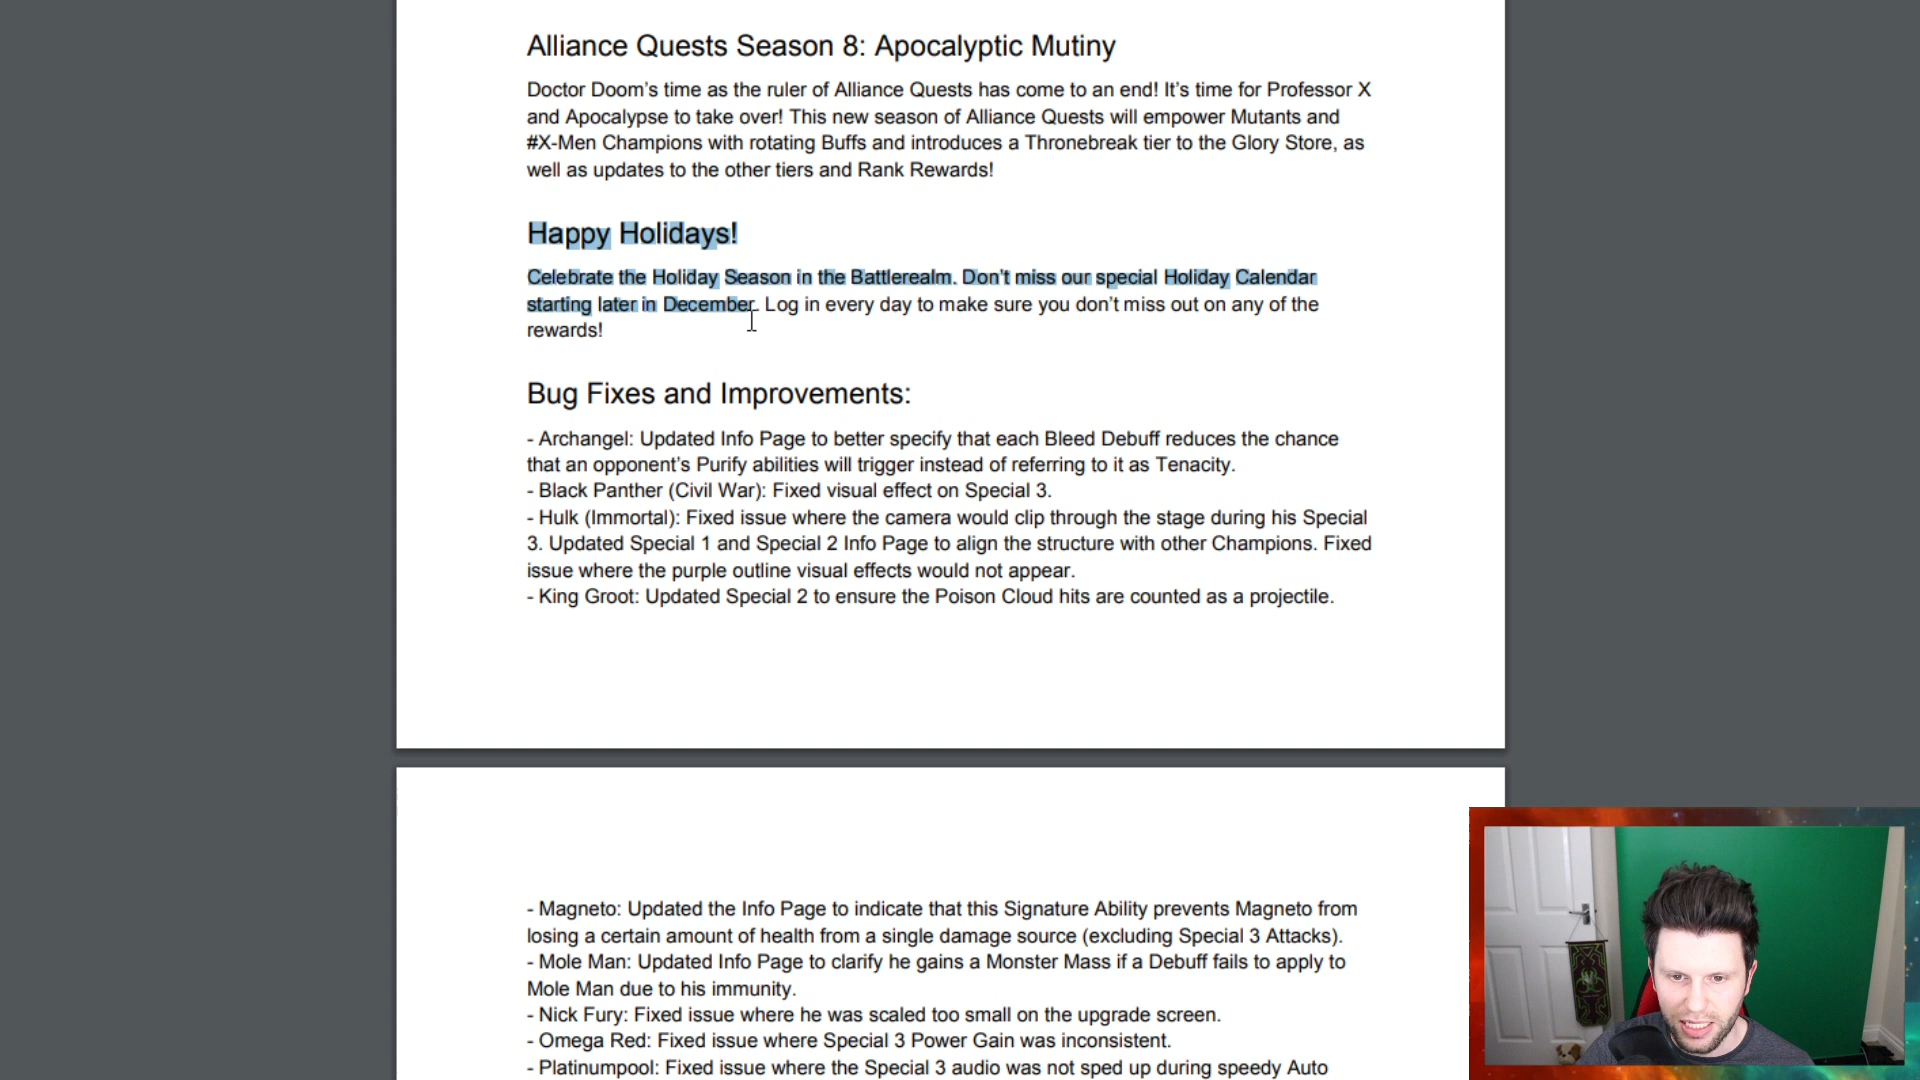 Alliance Quests Season 8: Apocalyptic Mutiny
Doctor Doom’s time as the ruler of Alliance Quests has come to an end! It’s time for Professor X
and Apocalypse to take over! This new season of Alliance Quests will empower Mutants and
#X-Men Champions with rotating Buffs and introduces a Thronebreak tier to the Glory Store, as
well as updates to the other tiers and Rank Rewards!
Happy Holidays!
Celebrate the Holiday Season in the Battlerealm. Don’t miss our special Holiday Calendar
starting later in December. Log in every day to make sure you don’t miss out on any of the
rewards!
Bug Fixes and Improvements:
- Archangel: Updated Info Page to better specify that each Bleed Debuff reduces the chance
that an opponent’s Purify abilities will trigger instead of referring to it as Tenacity.
- Black Panther (Civil War): Fixed visual effect on Special 3.
- Hulk (Immortal): Fixed issue where the camera would clip through the stage during his Special
3. Updated Special 1 and Special 2 Info Page to align the structure with other Champions. Fixed
issue where the purple outline visual effects would not appear.
- King Groot: Updated Special 2 to ensure the Poison Cloud hits are counted as a projectile.
- Magneto: Updated the Info Page to indicate that this Signature Ability prevents Magneto from
losing a certain amount of health from a single damage source (excluding Special 3 Attacks).
- Mole Man: Updated Info Page to clarify he gains a Monster Mass if a Debuff fails to apply to
Mole Man due to his immunity.
- Nick Fury: Fixed issue where he was scaled too small on the upgrade screen.
- Omega Red: Fixed issue where Special 3 Power Gain was inconsistent.
- Platinumpool: Fixed issue where the Special 3 audio was not sped up during speedy Auto